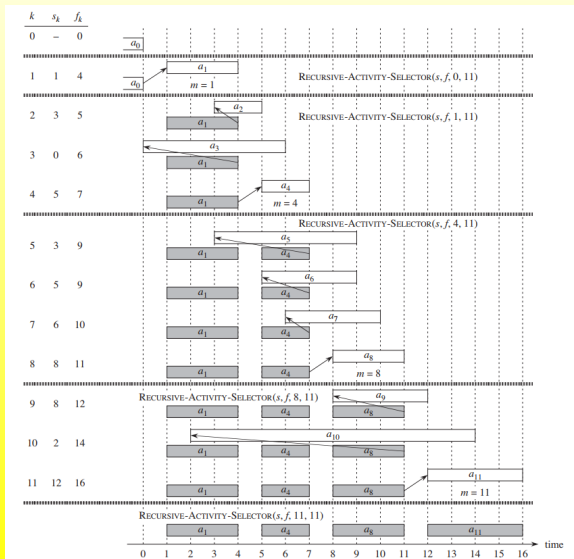 k s_k f_k
0 – 0
a_0
1 1 4
a_1
a_0
m = 1
RECURSIVE-ACTIVITY-SELECTOR(s, f, 0, 11)
2 3 5
a_2
RECURSIVE-ACTIVITY-SELECTOR(s, f, 1, 11)
a_1
3 0 6
a_3
a_1
4 5 7
a_4
a_1
m = 4
RECURSIVE-ACTIVITY-SELECTOR(s, f, 4, 11)
5 3 9
a_5
a_1 a_4
6 5 9
a_6
a_1 a_4
7 6 10
a_7
a_1 a_4
8 8 11
a_8
a_1 a_4
m = 8
RECURSIVE-ACTIVITY-SELECTOR(s, f, 8, 11)
9 8 12
a_9
a_1 a_4 a_8
10 2 14
a_10
a_1 a_4 a_8
11 12 16
a_11
a_1 a_4 a_8
m = 11
RECURSIVE-ACTIVITY-SELECTOR(s, f, 11, 11)
a_1 a_4 a_8 a_11
time
0 1 2 3 4 5 6 7 8 9 10 11 12 13 14 15 16